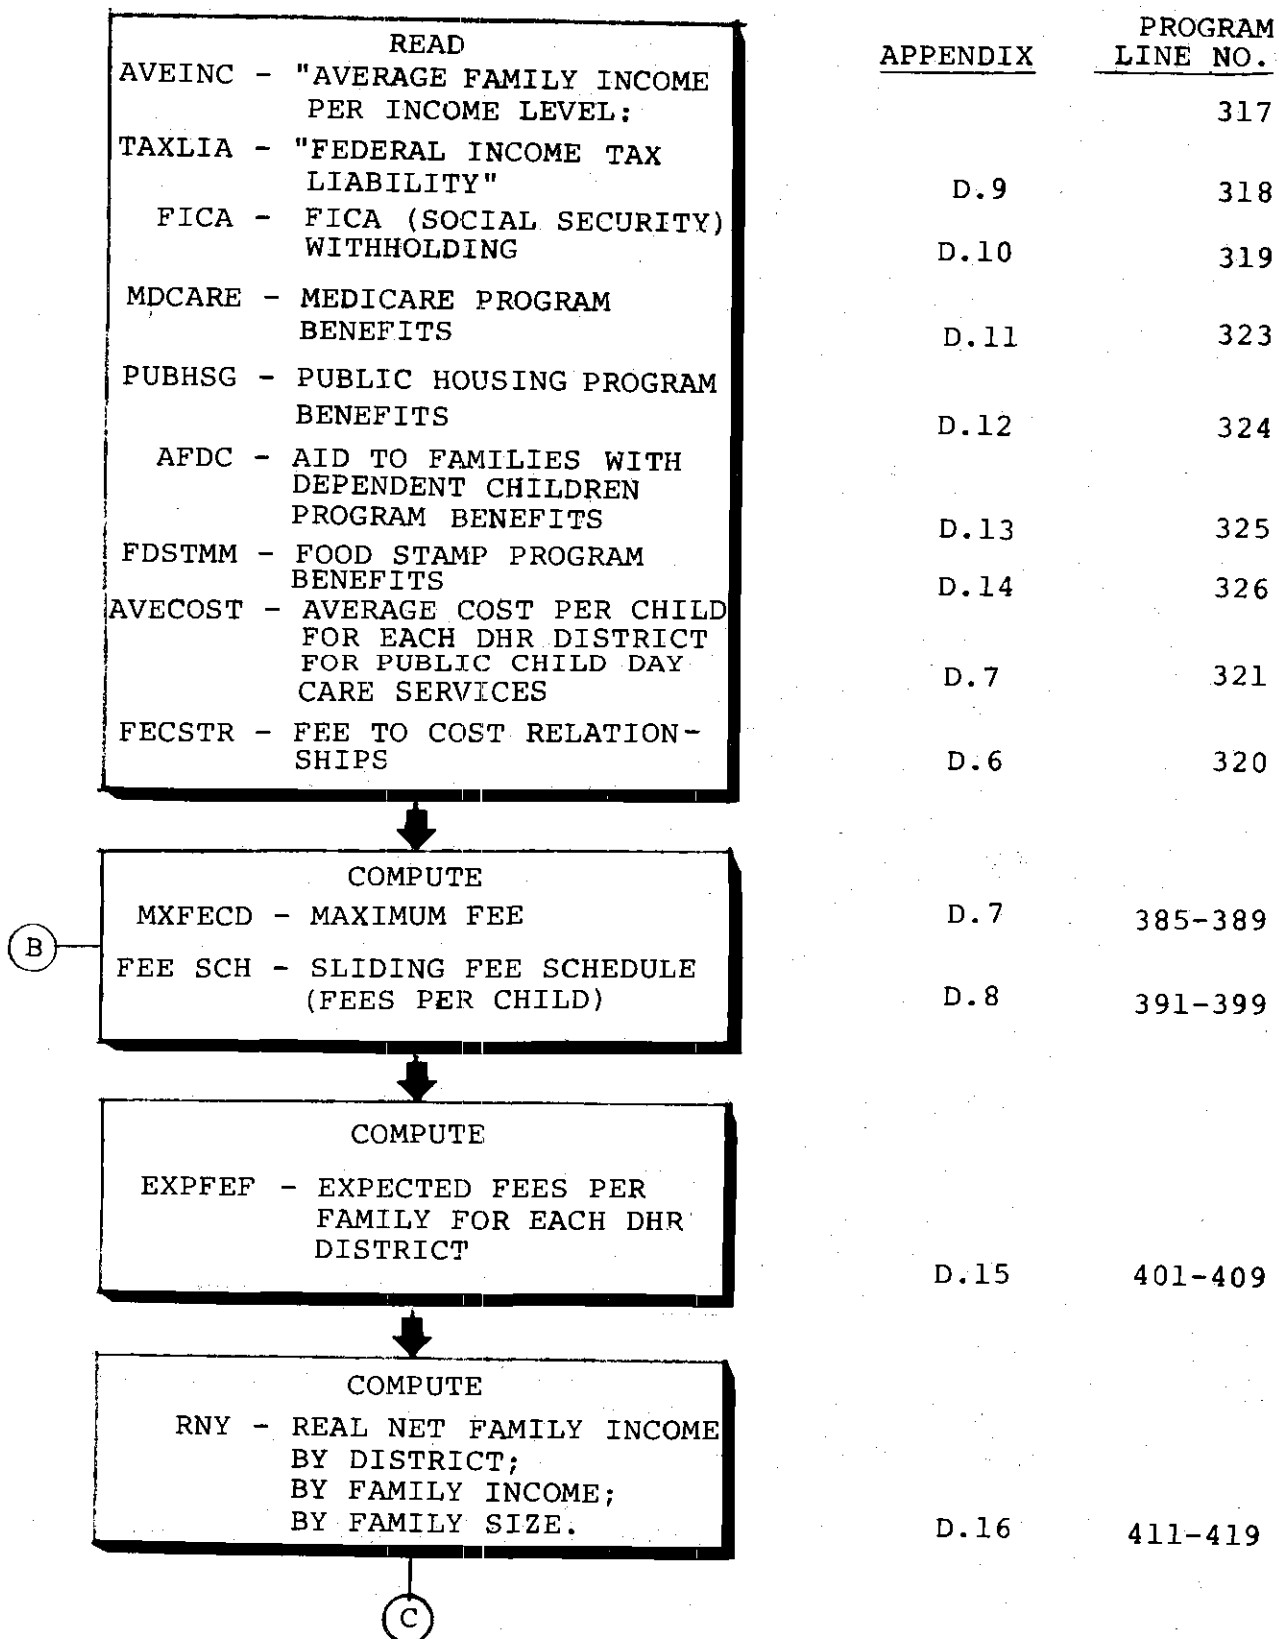 PROGRAM
APPENDIX LINE NO.
READ
AVEINC - "AVERAGE FAMILY INCOME
PER INCOME LEVEL: 317
TAXLIA - "FEDERAL INCOME TAX
LIABILITY" D.9 318
FICA - FICA (SOCIAL SECURITY)
WITHHOLDING D.10 319
MDCARE - MEDICARE PROGRAM
BENEFITS D.11 323
PUBHSG - PUBLIC HOUSING PROGRAM
BENEFITS D.12 324
AFDC - AID TO FAMILIES WITH
DEPENDENT CHILDREN
PROGRAM BENEFITS D.13 325
FDSTMM - FOOD STAMP PROGRAM
BENEFITS D.14 326
AVECOST - AVERAGE COST PER CHILD
FOR EACH DHR DISTRICT
FOR PUBLIC CHILD DAY
CARE SERVICES D.7 321
FECSTR - FEE TO COST RELATION-
SHIPS D.6 320
COMPUTE
MXFECD - MAXIMUM FEE D.7 385-389
B
FEE SCH - SLIDING FEE SCHEDULE
(FEES PER CHILD) D.8 391-399
COMPUTE
EXPFEF - EXPECTED FEES PER
FAMILY FOR EACH DHR
DISTRICT D.15 401-409
COMPUTE
RNY - REAL NET FAMILY INCOME
BY DISTRICT;
BY FAMILY INCOME;
BY FAMILY SIZE. D.16 411-419
C